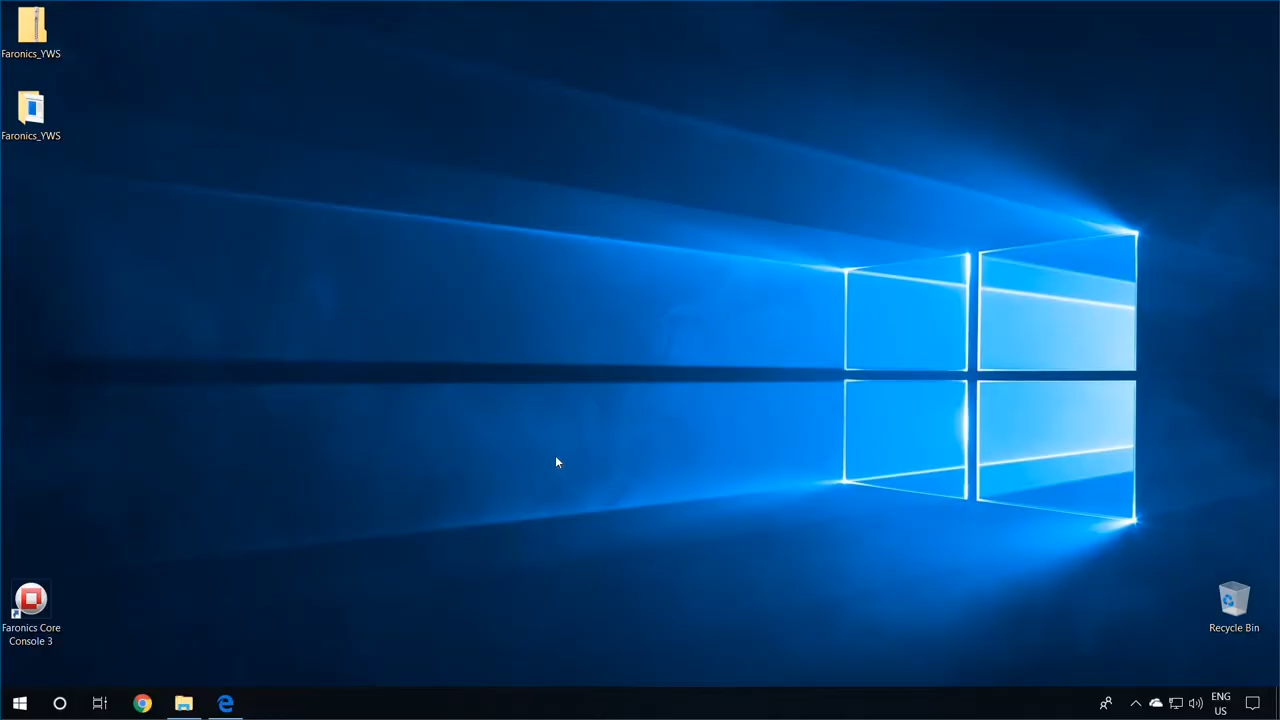 Faronics_YWS
Faronics_YWS
Faronics Core
Console 3
Recycle Bin
ENG
US